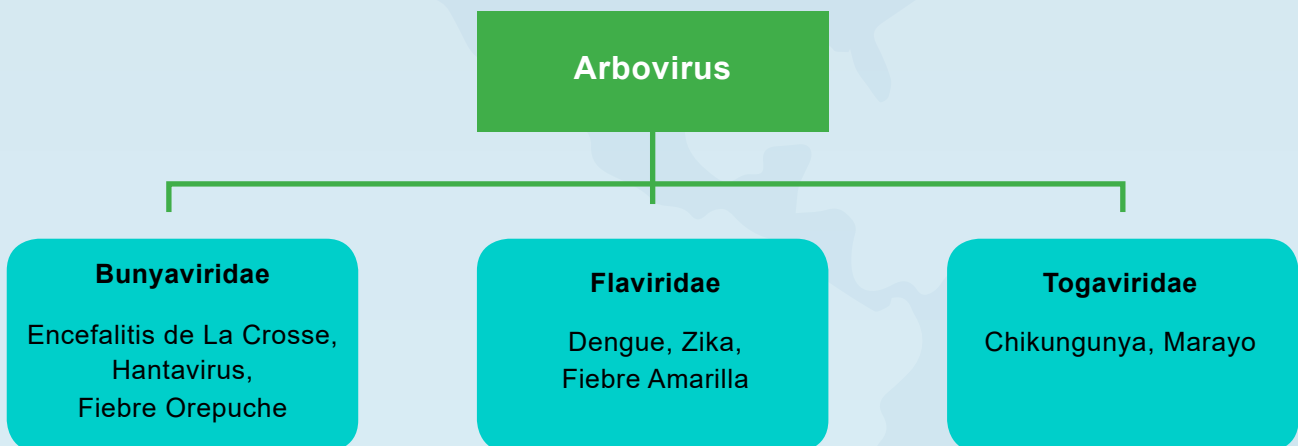 Arbovirus
Bunyaviridae
Encefalitis de La Crosse,
Hantavirus,
Fiebre Orepuche
Flaviridae
Dengue, Zika,
Fiebre Amarilla
Togaviridae
Chikungunya, Marayo